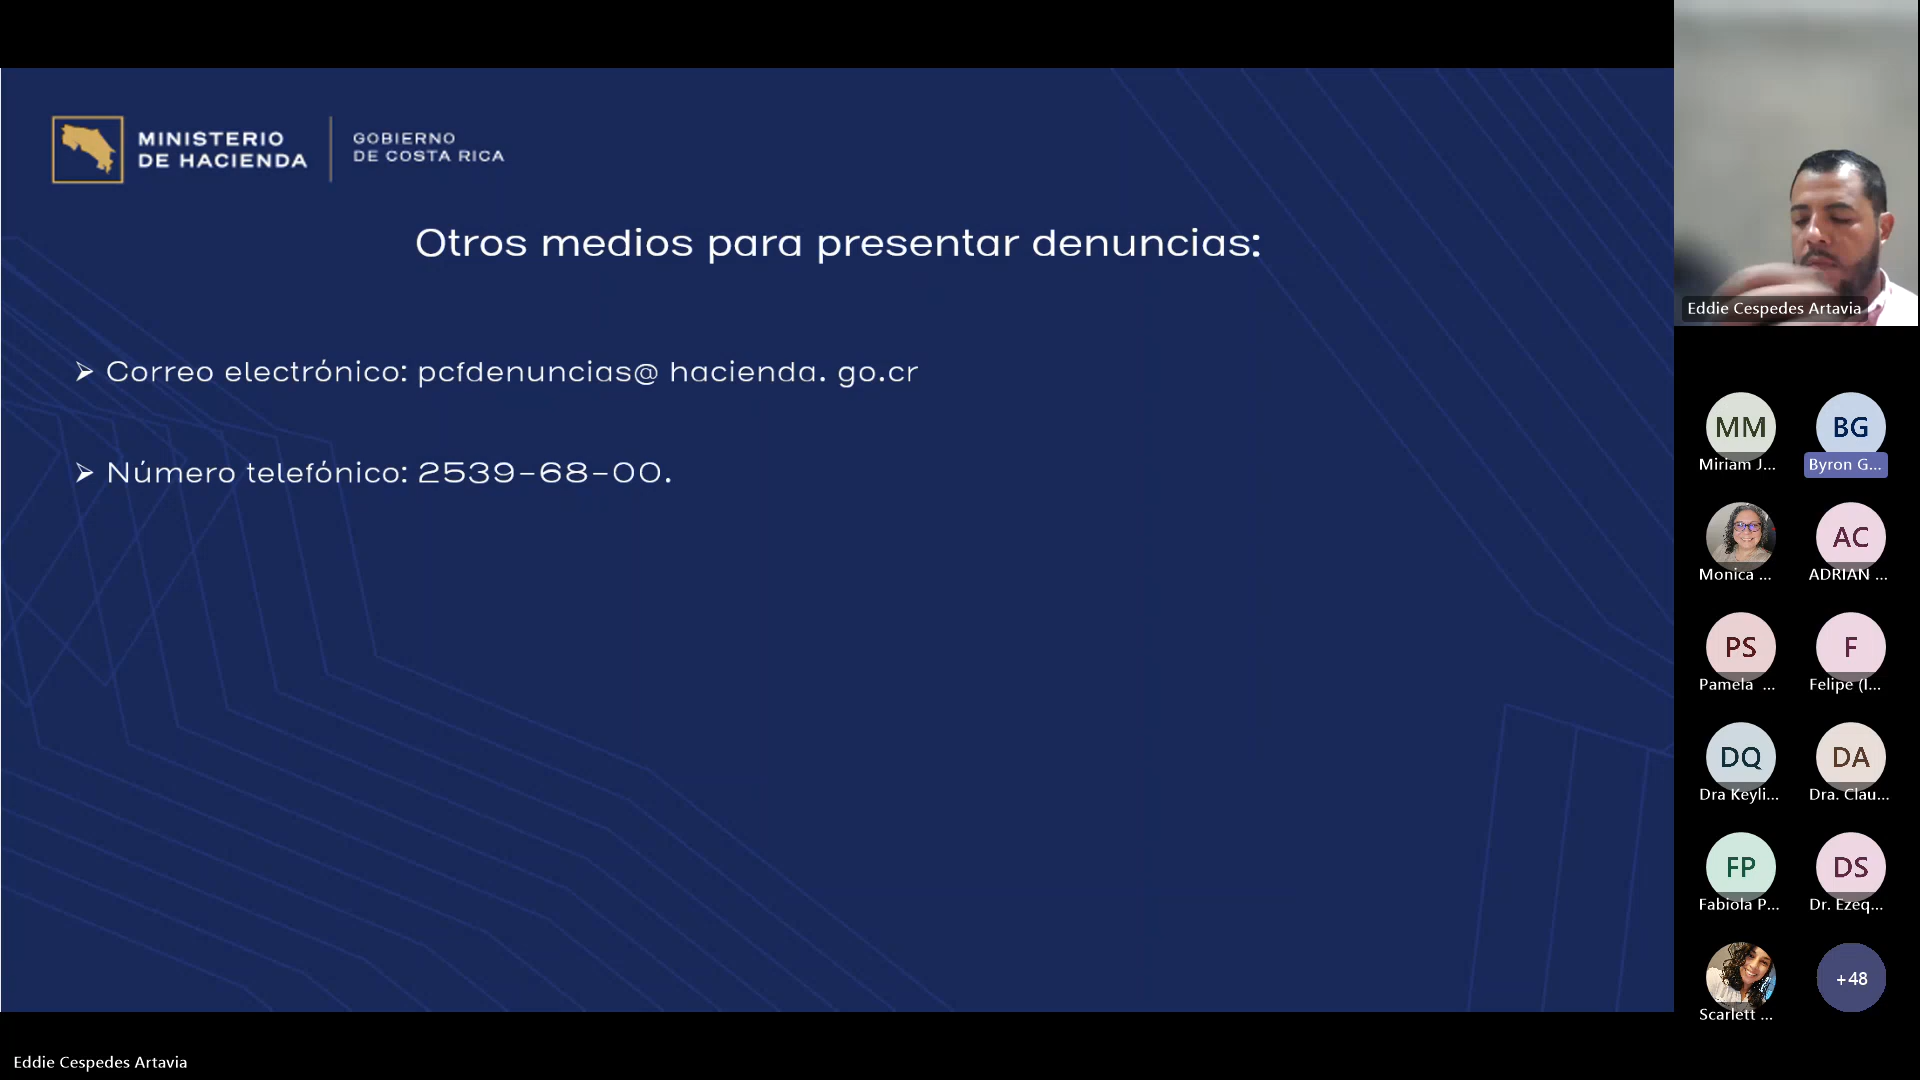 MINISTERIO
DE HACIENDA
GOBIERNO
DE COSTA RICA
Otros medios para presentar denuncias:
➢ Correo electrónico: pcfdenuncias@ hacienda. go.cr
➢ Número telefónico: 2539-68-00.
Eddie Cespedes Artavia
MM
Miriam J...
BG
Byron G...
Monica ...
AC
ADRIAN ...
PS
Pamela ...
F
Felipe (I...
DQ
Dra Keyli...
DA
Dra. Clau...
FP
Fabiola P...
DS
Dr. Ezeq...
Scarlett ...
+48
Eddie Cespedes Artavia